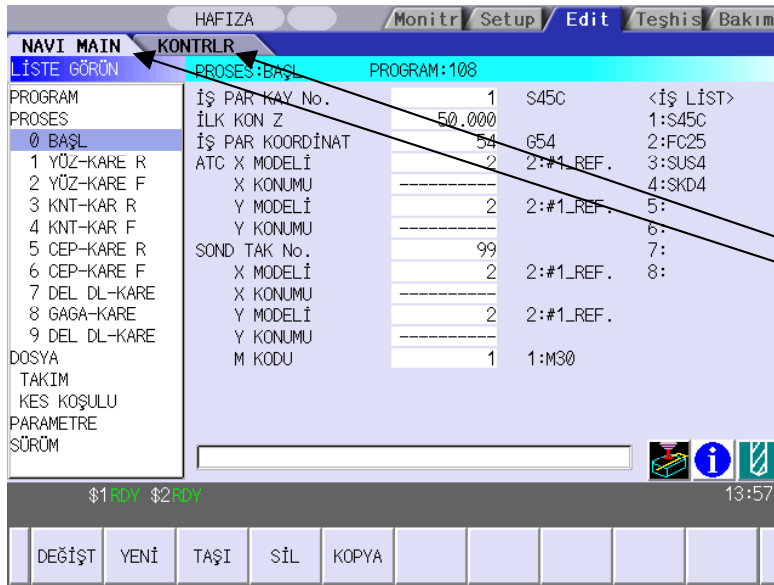 HAFIZA
Monitr Setup Edit Teşhis Bakım
NAVI MAIN KONTRLR
LİSTE GÖRÜN
PROSES:BAŞL PROGRAM:108
PROGRAM
PROSES
0 BAŞL
1 YÜZ-KARE R
2 YÜZ-KARE F
3 KNT-KAR R
4 KNT-KAR F
5 CEP-KARE R
6 CEP-KARE F
7 DEL DL-KARE
8 GAGA-KARE
9 DEL DL-KARE
DOSYA
TAKIM
KES KOŞULU
PARAMETRE
SÜRÜM
İŞ PAR KAY No. 1 S45C
İLK KON Z 50.000
İŞ PAR KOORDİNAT 54 G54
ATC X MODELİ 2 2:#1_REF.
X KONUMU ----------
Y MODELİ 2 2:#1_REF.
Y KONUMU ----------
SOND TAK No. 99
X MODELİ 2 2:#1_REF.
X KONUMU ----------
Y MODELİ 2 2:#1_REF.
Y KONUMU ----------
M KODU 1 1:M30
<İŞ LİST>
1:S45C
2:FC25
3:SUS4
4:SKD4
5:
6:
7:
8:
$1RDY $2RDY 13:57
DEĞİŞT YENİ TAŞI SİL KOPYA